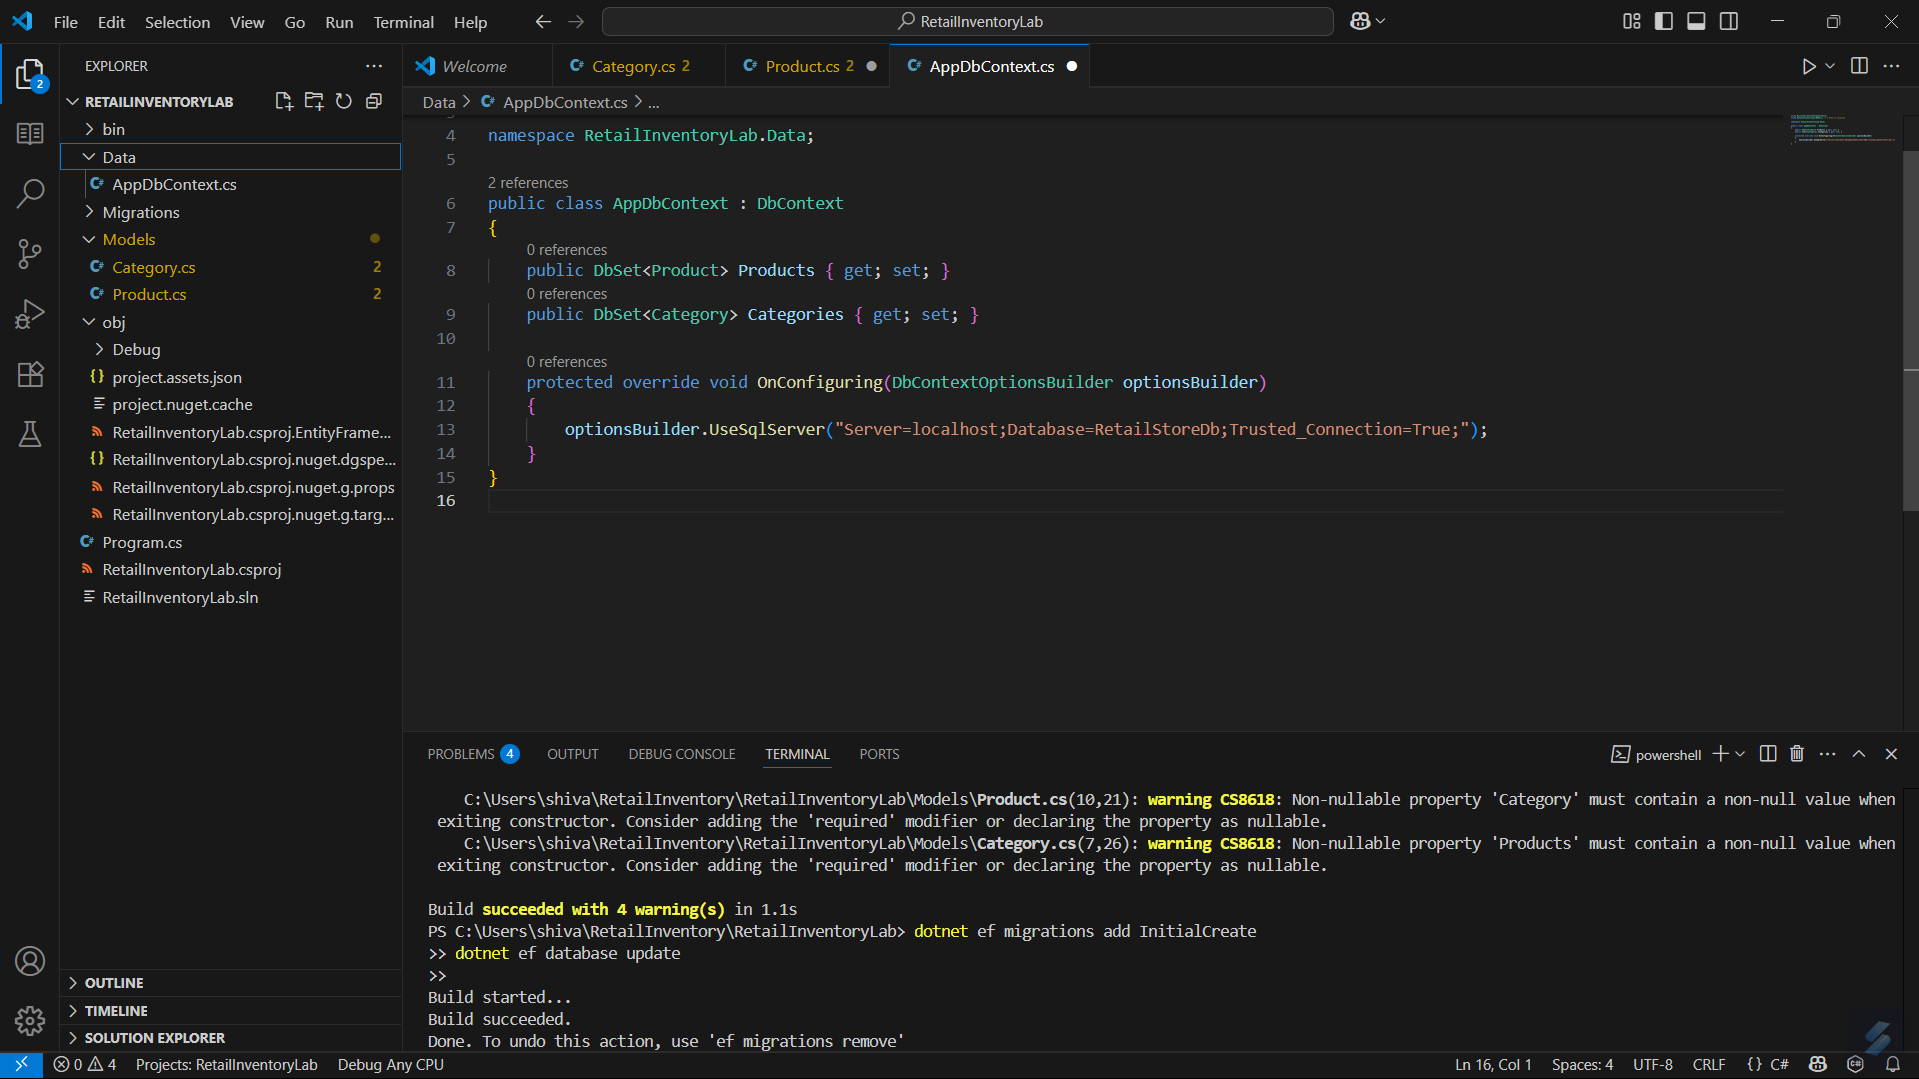 File Edit Selection View Go Run Terminal Help
RetailInventoryLab
EXPLORER
RETAILINVENTORYLAB
bin
Data
AppDbContext.cs
Migrations
Models
Category.cs 2
Product.cs 2
obj
Debug
project.assets.json
project.nuget.cache
RetailInventoryLab.csproj.EntityFrame...
RetailInventoryLab.csproj.nuget.dgspe...
RetailInventoryLab.csproj.nuget.g.props
RetailInventoryLab.csproj.nuget.g.targ...
Program.cs
RetailInventoryLab.csproj
RetailInventoryLab.sln
OUTLINE
TIMELINE
SOLUTION EXPLORER
2
Welcome Category.cs 2 Product.cs 2 AppDbContext.cs
Data > AppDbContext.cs > ...
4 namespace RetailInventoryLab.Data;
5
2 references
6 public class AppDbContext : DbContext
7 {
0 references
8 public DbSet<Product> Products { get; set; }
0 references
9 public DbSet<Category> Categories { get; set; }
10
0 references
11 protected override void OnConfiguring(DbContextOptionsBuilder optionsBuilder)
12 {
13 optionsBuilder.UseSqlServer("Server=localhost;Database=RetailStoreDb;Trusted_Connection=True;");
14 }
15 }
16
PROBLEMS 4 OUTPUT DEBUG CONSOLE TERMINAL PORTS
powershell
C:\Users\shiva\RetailInventory\RetailInventoryLab\Models\Product.cs(10,21): warning CS8618: Non-nullable property 'Category' must contain a non-null value when
exiting constructor. Consider adding the 'required' modifier or declaring the property as nullable.
C:\Users\shiva\RetailInventory\RetailInventoryLab\Models\Category.cs(7,26): warning CS8618: Non-nullable property 'Products' must contain a non-null value when
exiting constructor. Consider adding the 'required' modifier or declaring the property as nullable.
Build succeeded with 4 warning(s) in 1.1s
PS C:\Users\shiva\RetailInventory\RetailInventoryLab> dotnet ef migrations add InitialCreate
>> dotnet ef database update
>>
Build started...
Build succeeded.
Done. To undo this action, use 'ef migrations remove'
0 4 Projects: RetailInventoryLab Debug Any CPU
Ln 16, Col 1 Spaces: 4 UTF-8 CRLF {} C#